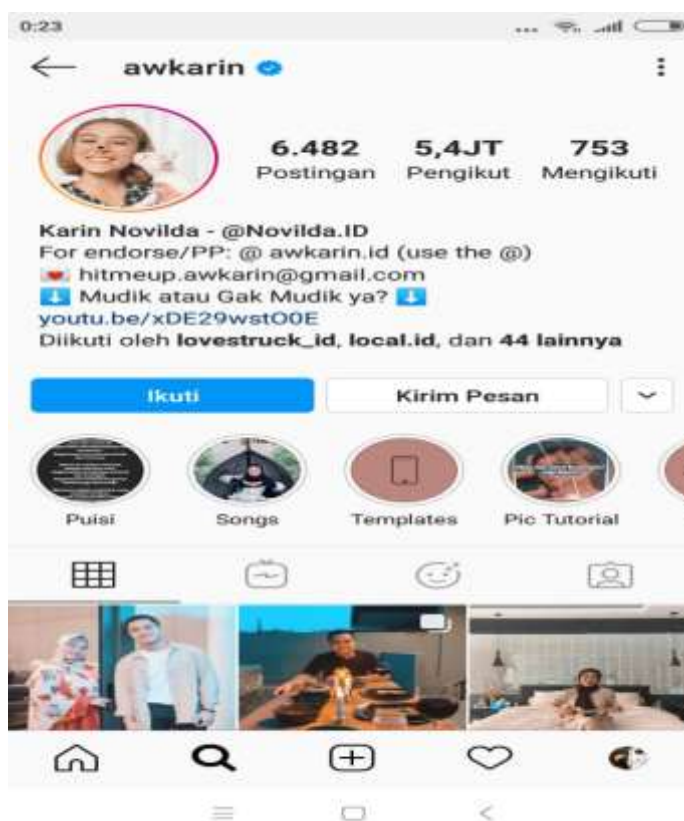 0:23
awkarin
6.482 5,4JT 753
Postingan Pengikut Mengikuti
Karin Novilda - @Novilda.ID
For endorse/PP: @ awkarin.id (use the @)
💌 hitmeup.awkarin@gmail.com
⬇️ Mudik atau Gak Mudik ya? ⬇️
youtu.be/xDE29wstO0E
Diikuti oleh lovestruck_id, local.id, dan 44 lainnya
Ikuti Kirim Pesan
Puisi Songs Templates Pic Tutorial